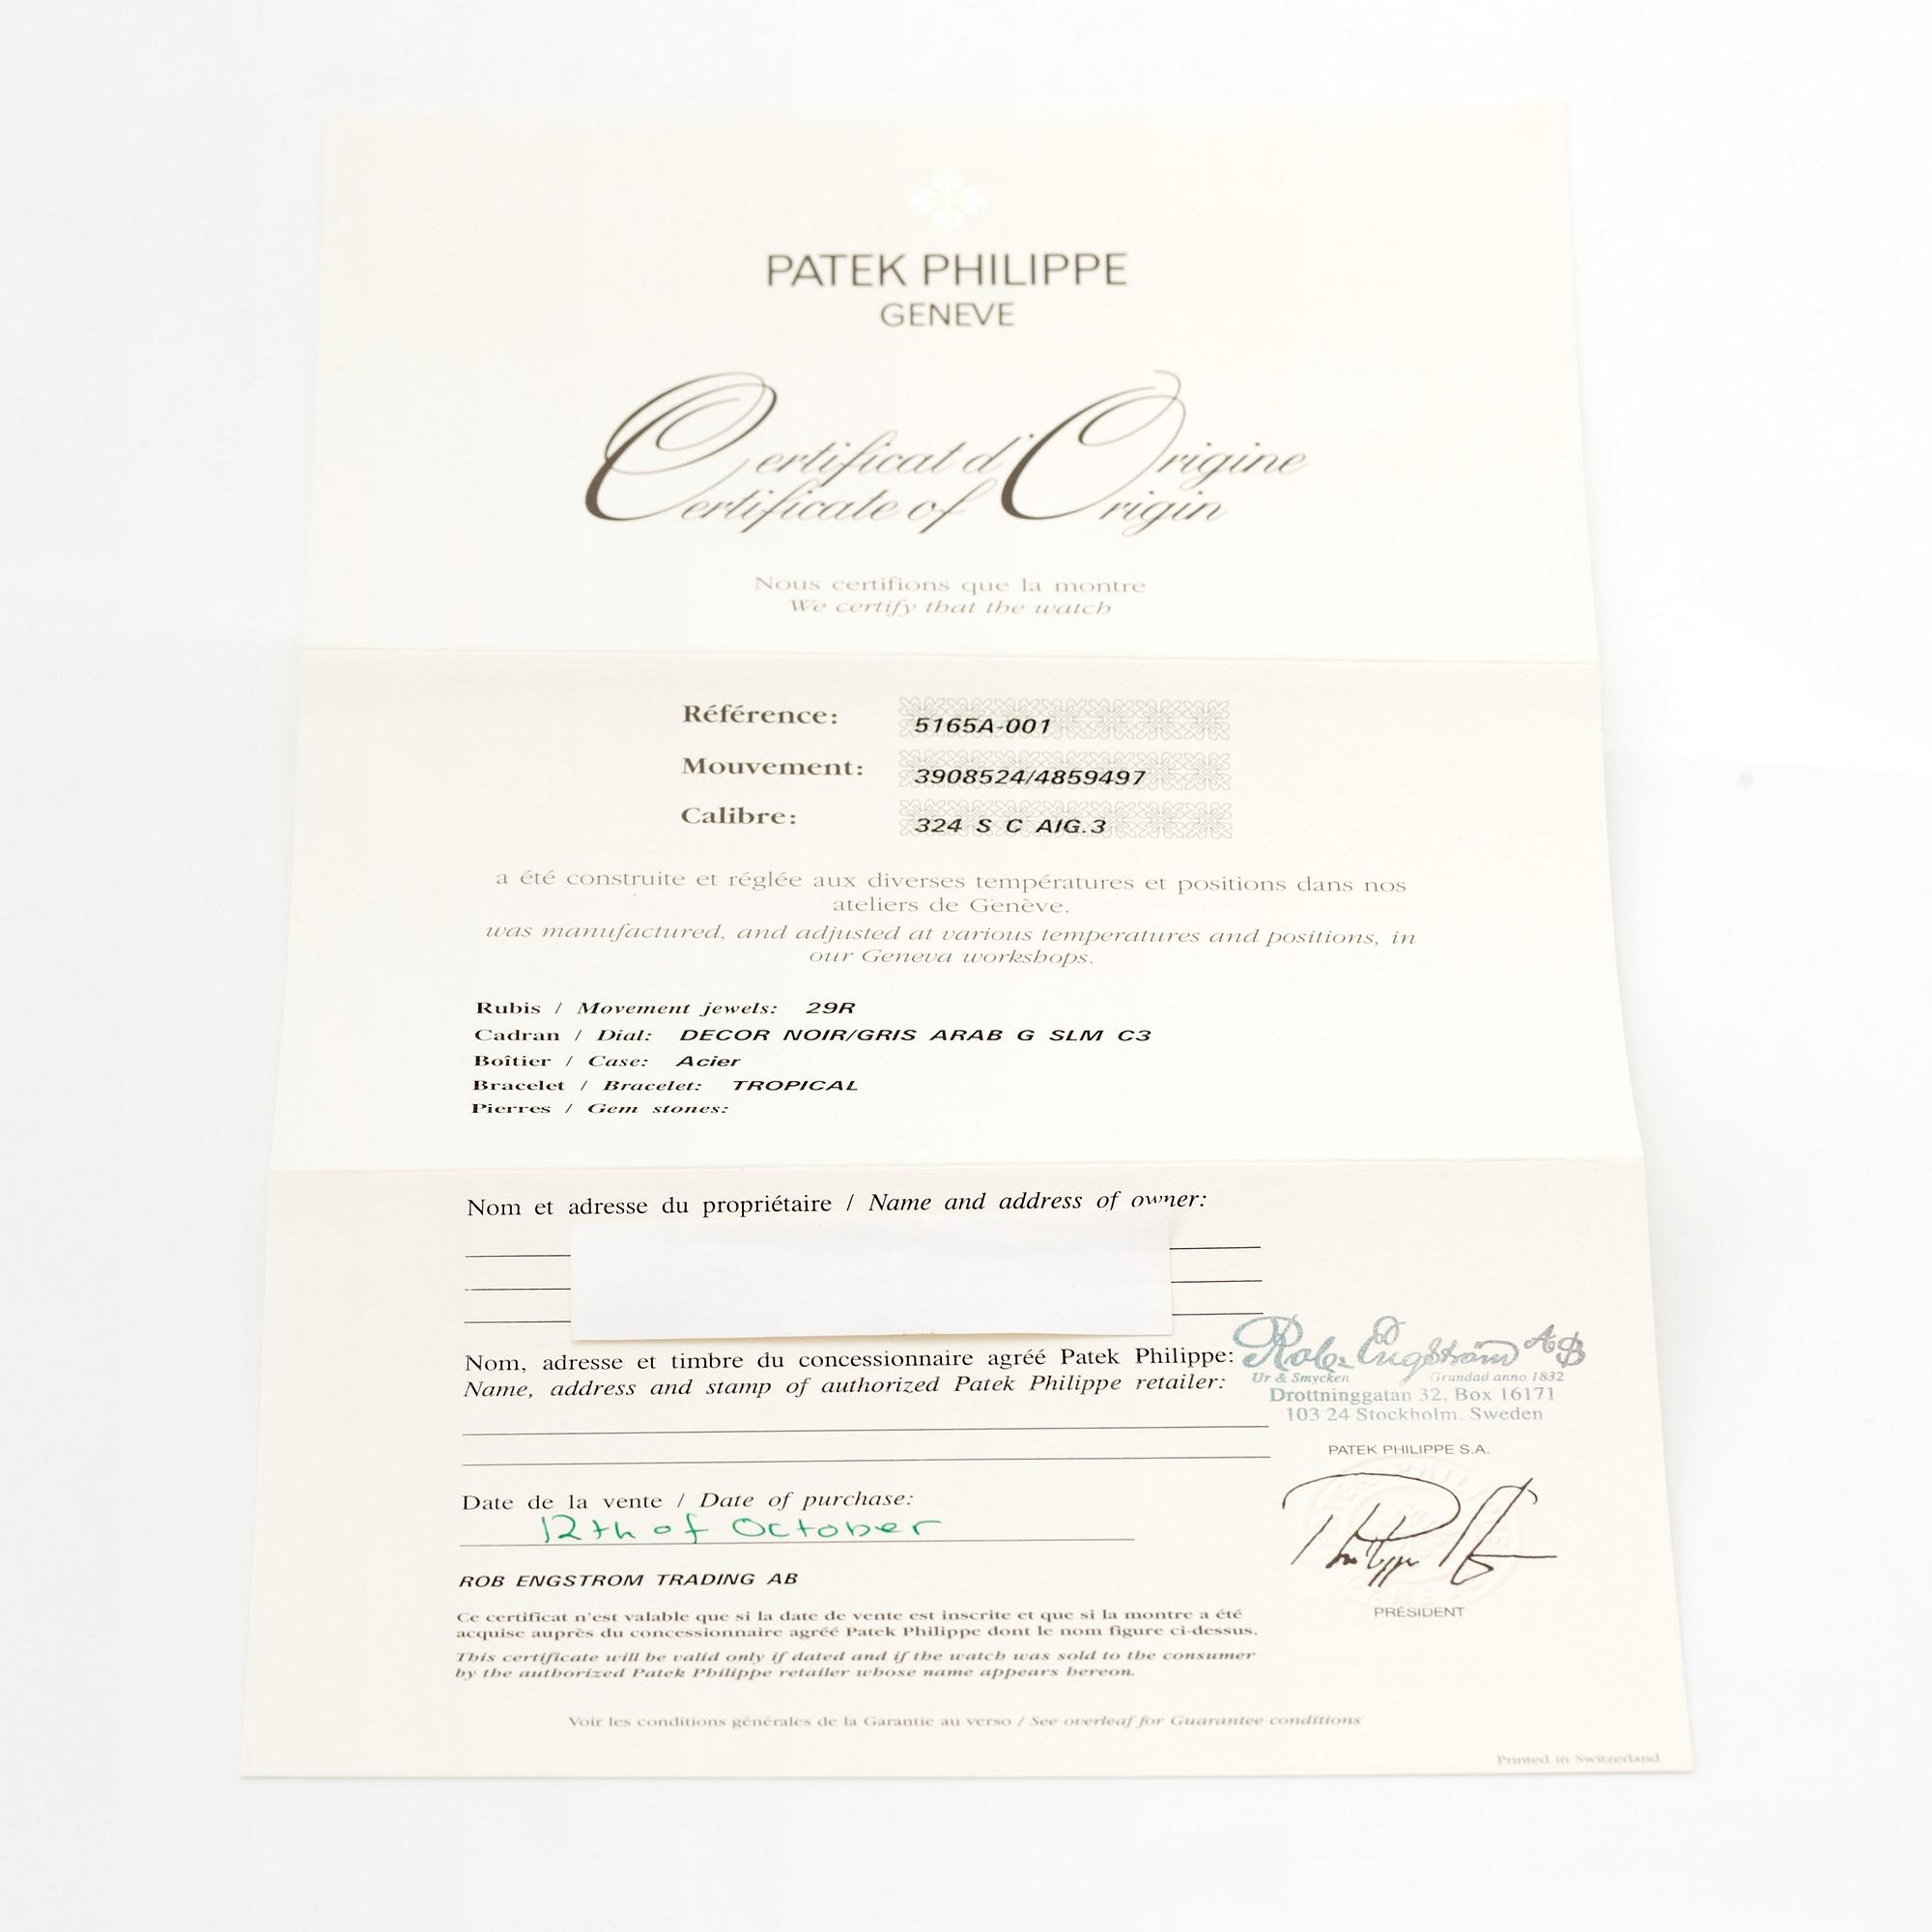 PATEK PHILIPPE
GENEVE
Certificat d'Origine
Certificate of Origin
Nous certifions que la montre
We certify that the watch
Référence: 5165A-001
Mouvement: 3908524/4859497
Calibre: 324 S C AIG.3
a été construite et réglée aux diverses températures et positions dans nos
ateliers de Genève.
was manufactured, and adjusted at various temperatures and positions, in
our Geneva workshops.
Rubis / Movement jewels: 29R
Cadran / Dial: DECOR NOIR/GRIS ARAB G SLM C3
Boîtier / Case: Acier
Bracelet / Bracelet: TROPICAL
Pierres / Gem stones:
Nom et adresse du propriétaire / Name and address of owner:
Nom, adresse et timbre du concessionnaire agréé Patek Philippe:
Name, address and stamp of authorized Patek Philippe retailer:
Rob. Engström AB
Ur & Smycken Grundad anno 1832
Drottninggatan 32, Box 16171
103 24 Stockholm. Sweden
PATEK PHILIPPE S.A.
PRÉSIDENT
Date de la vente / Date of purchase:
12th of October
ROB ENGSTROM TRADING AB
Ce certificat n'est valable que si la date de vente est inscrite et que si la montre a été
acquise auprès du concessionnaire agréé Patek Philippe dont le nom figure ci-dessus.
This certificate will be valid only if dated and if the watch was sold to the consumer
by the authorized Patek Philippe retailer whose name appears hereon.
Voir les conditions générales de la Garantie au verso / See overleaf for Guarantee conditions
Printed in Switzerland